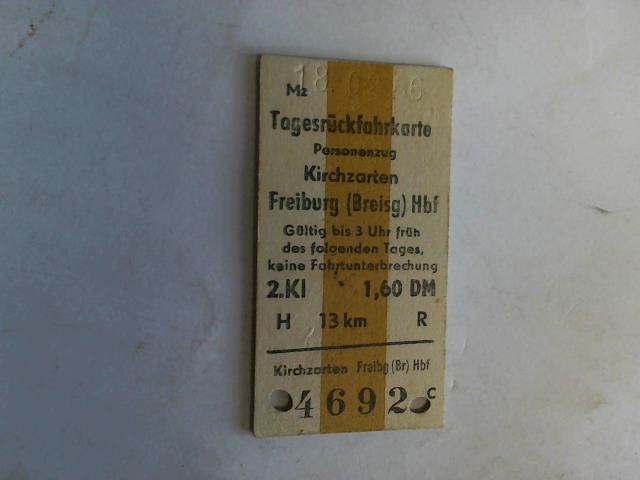 Mz
Tagesrückfahrkarte
Personenzug
Kirchzarten
Freiburg (Breisg) Hbf
Gültig bis 3 Uhr früh
des folgenden Tages,
keine Fahrtunterbrechung
2.Kl 1,60 DM
H 13 km R
Kirchzarten Freibg (Br) Hbf
4692 c